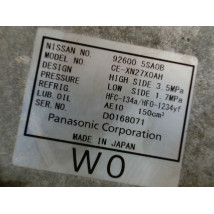 NISSAN NO 92600 5SA0B
MODEL NO. CE-XN27X0AH
DESIGN HIGH SIDE 3.5MPa
PRESSURE LOW SIDE 1.7MPa
REFRIG. HFC-134a/HFO-1234yf
LUB. OIL AE10 150cm³
SER. NO. D0168071
Panasonic Corporation
MADE IN JAPAN
W0